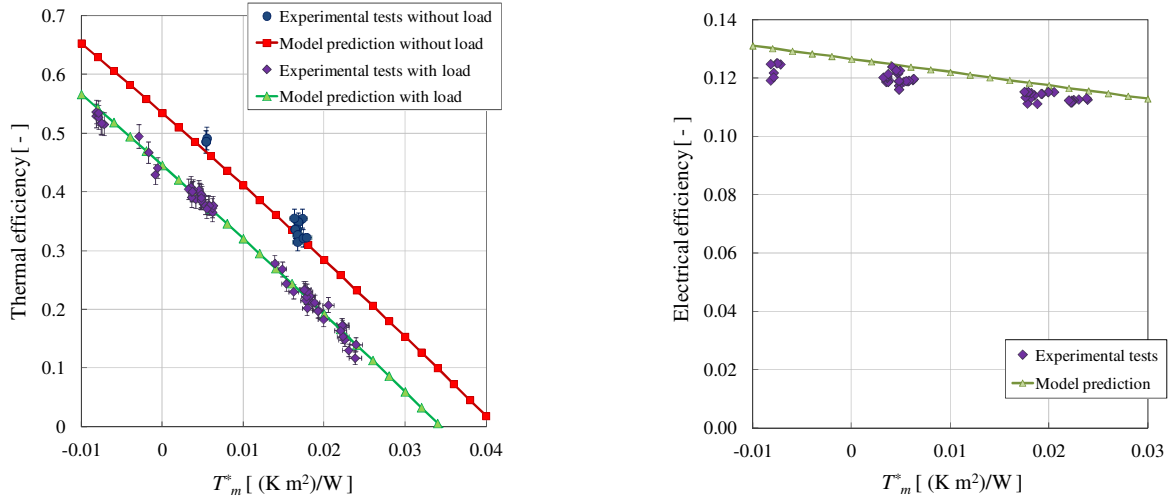 0.7
0.6
0.5
0.4
0.3
0.2
0.1
0
-0.01
0
0.01
0.02
0.03
0.04
Thermal efficiency [ - ]
T*m [ (K m²)/W ]
Experimental tests without load
Model prediction without load
Experimental tests with load
Model prediction with load
0.14
0.12
0.10
0.08
0.06
0.04
0.02
0.00
-0.01
0
0.01
0.02
0.03
Electrical efficiency [ - ]
T*m [ (K m²)/W ]
Experimental tests
Model prediction